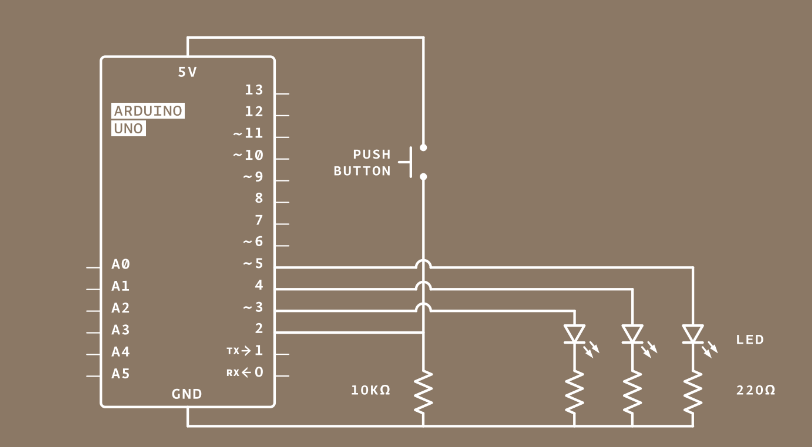 5V
ARDUINO
UNO
13
12
~11
~10
~9
8
7
~6
~5
4
~3
2
TX→1
RX←0
A0
A1
A2
A3
A4
A5
GND
PUSH
BUTTON
10KΩ
LED
220Ω